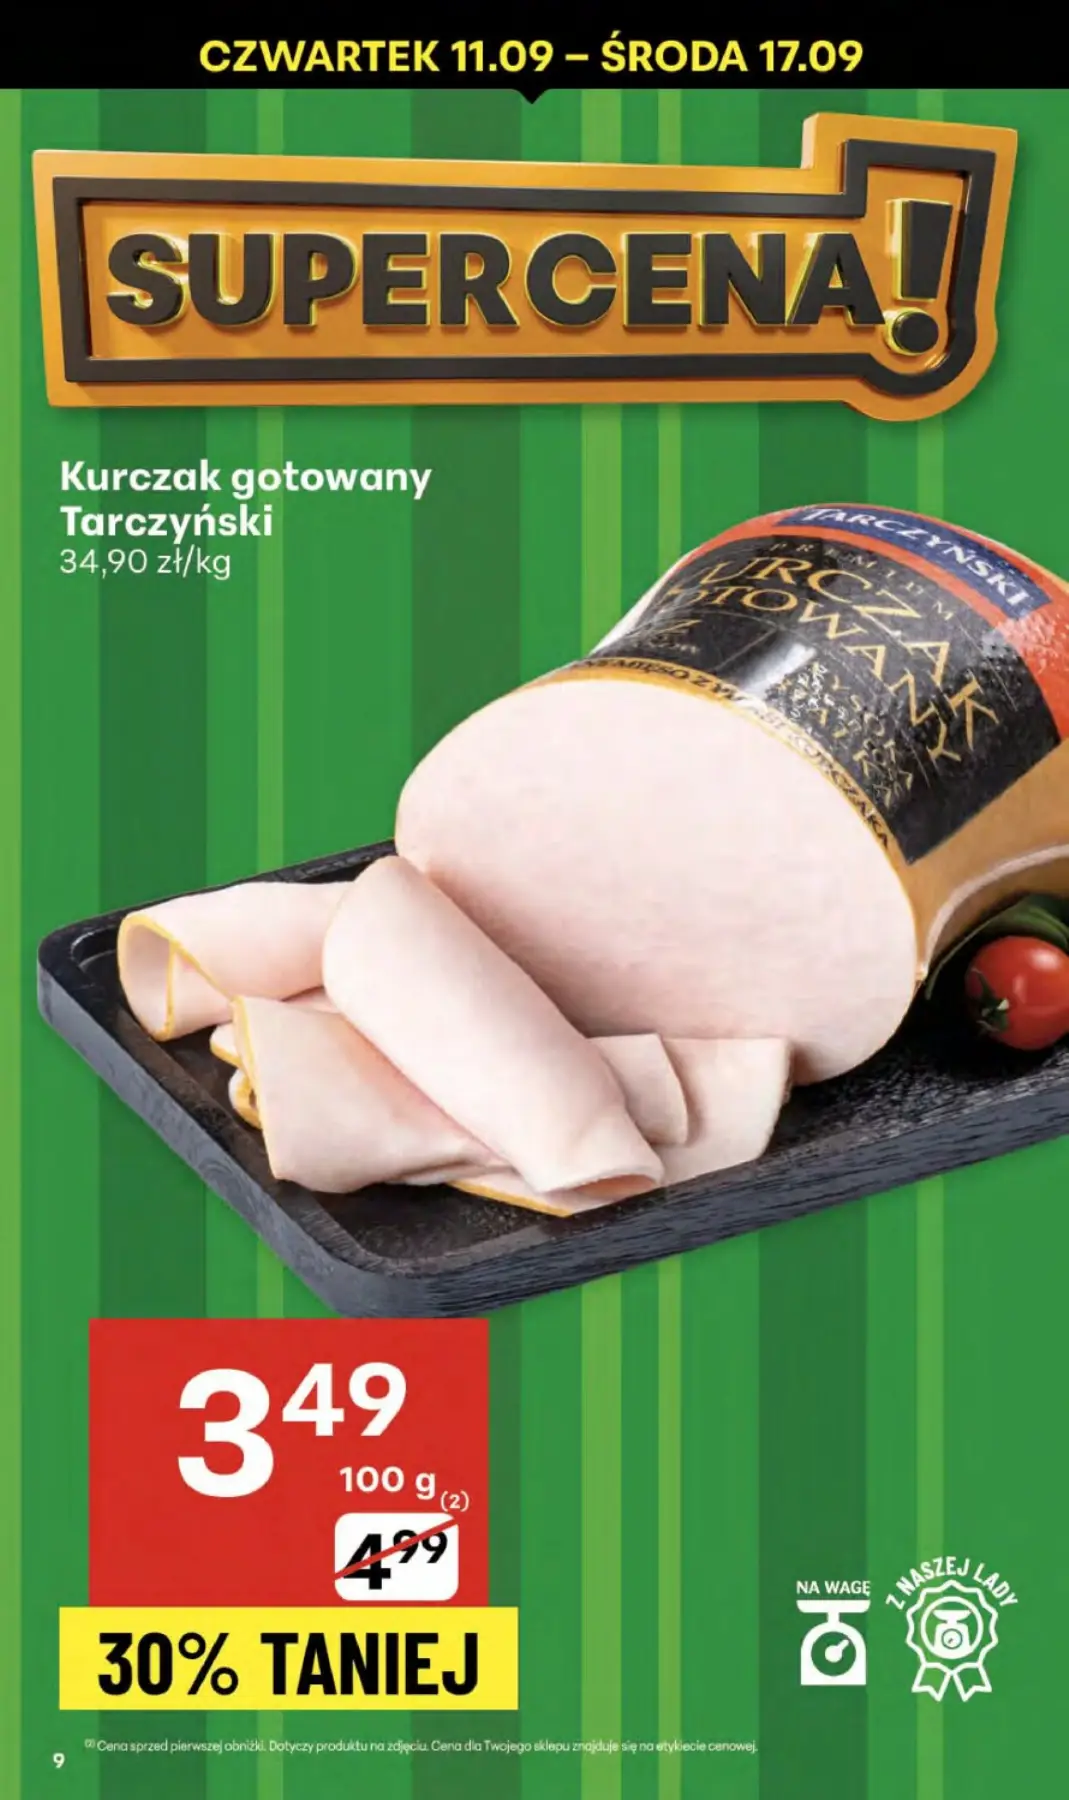 CZWARTEK 11.09 – ŚRODA 17.09
SUPERCENA!
Kurczak gotowany
Tarczyński
34,90 zł/kg
TARCZYŃSKI
PREMIUM
KURCZAK
GOTOWANY
3 49
100 g (2)
4 99
30% TANIEJ
NA WAGĘ
Z NASZEJ LADY
(2) Cena sprzed pierwszej obniżki. Dotyczy produktu na zdjęciu. Cena dla Twojego sklepu znajduje się na etykiecie cenowej.
9